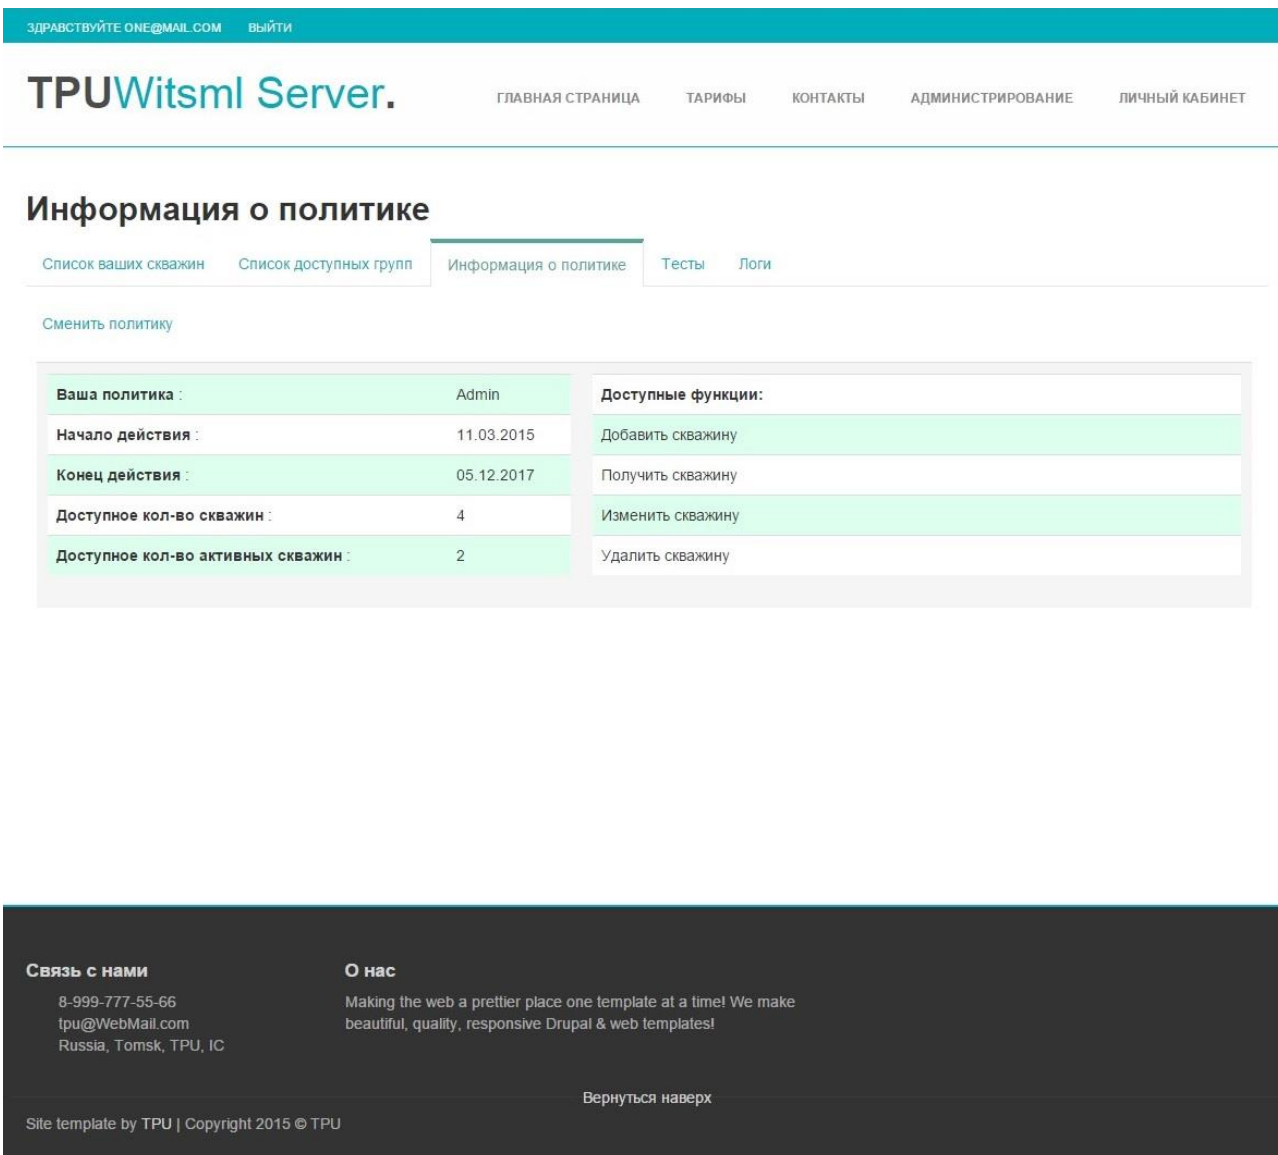 ЗДРАВСТВУЙТЕ ONE@MAIL.COM ВЫЙТИ
TPUWitsml Server.
ГЛАВНАЯ СТРАНИЦА ТАРИФЫ КОНТАКТЫ АДМИНИСТРИРОВАНИЕ ЛИЧНЫЙ КАБИНЕТ
Информация о политике
Список ваших скважин Список доступных групп Информация о политике Тесты Логи
Сменить политику
Ваша политика : Admin
Начало действия : 11.03.2015
Конец действия : 05.12.2017
Доступное кол-во скважин : 4
Доступное кол-во активных скважин : 2
Доступные функции:
Добавить скважину
Получить скважину
Изменить скважину
Удалить скважину
Связь с нами
8-999-777-55-66
tpu@WebMail.com
Russia, Tomsk, TPU, IC
О нас
Making the web a prettier place one template at a time! We make
beautiful, quality, responsive Drupal & web templates!
Вернуться наверх
Site template by TPU | Copyright 2015 © TPU